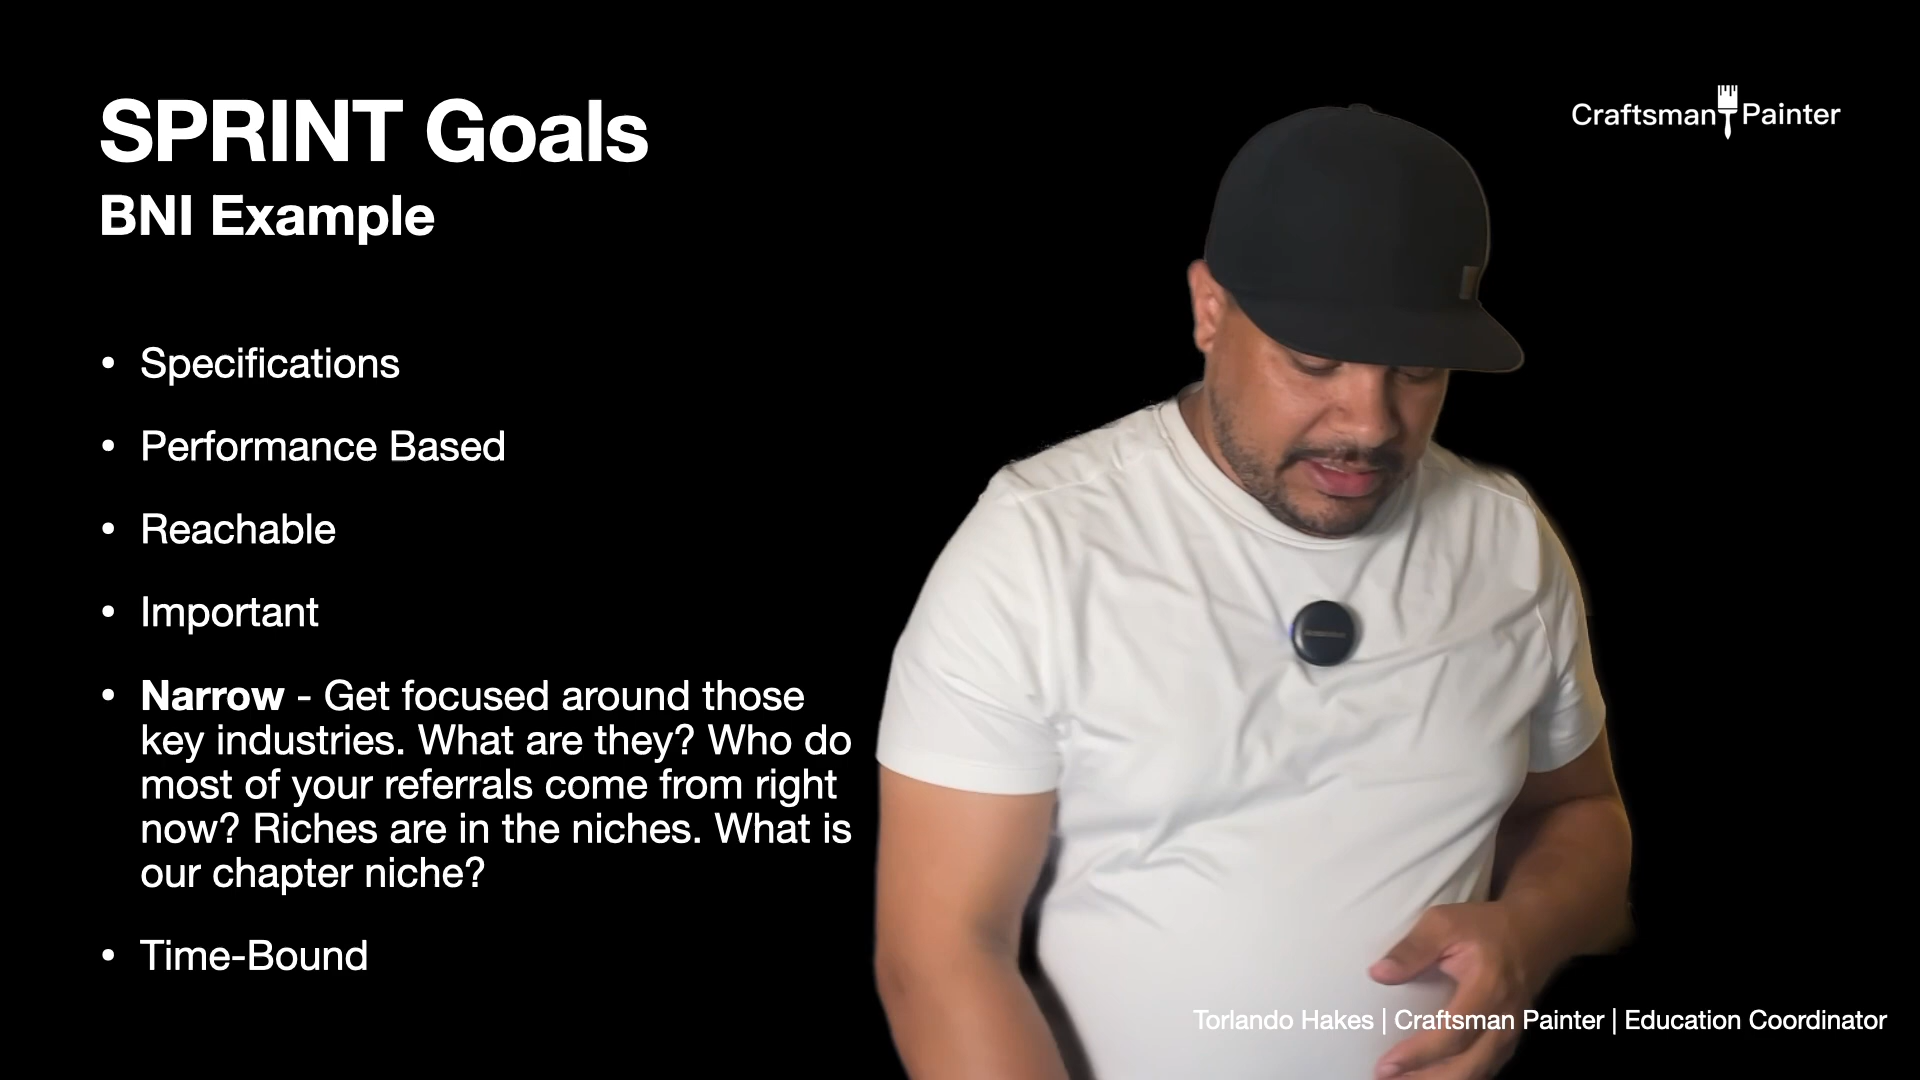 SPRINT Goals
BNI Example
Craftsman Painter
• Specifications
• Performance Based
• Reachable
• Important
• Narrow - Get focused around those
key industries. What are they? Who do
most of your referrals come from right
now? Riches are in the niches. What is
our chapter niche?
• Time-Bound
Torlando Hakes | Craftsman Painter | Education Coordinator